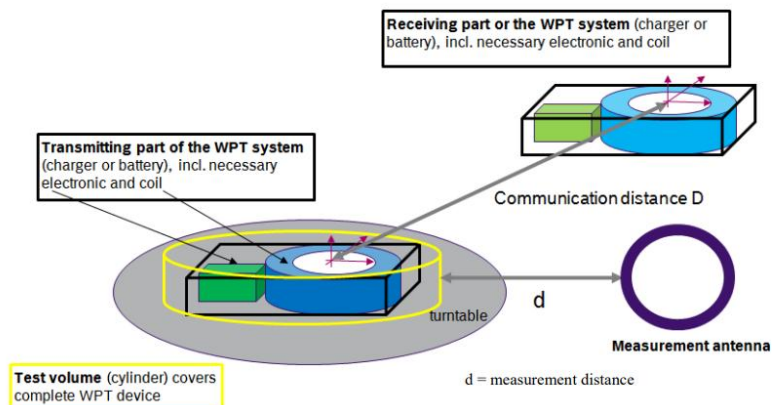 Receiving part or the WPT system (charger or
battery), incl. necessary electronic and coil
Transmitting part of the WPT system
(charger or battery), incl. necessary
electronic and coil
Communication distance D
d
turntable
Measurement antenna
Test volume (cylinder) covers
complete WPT device
d = measurement distance